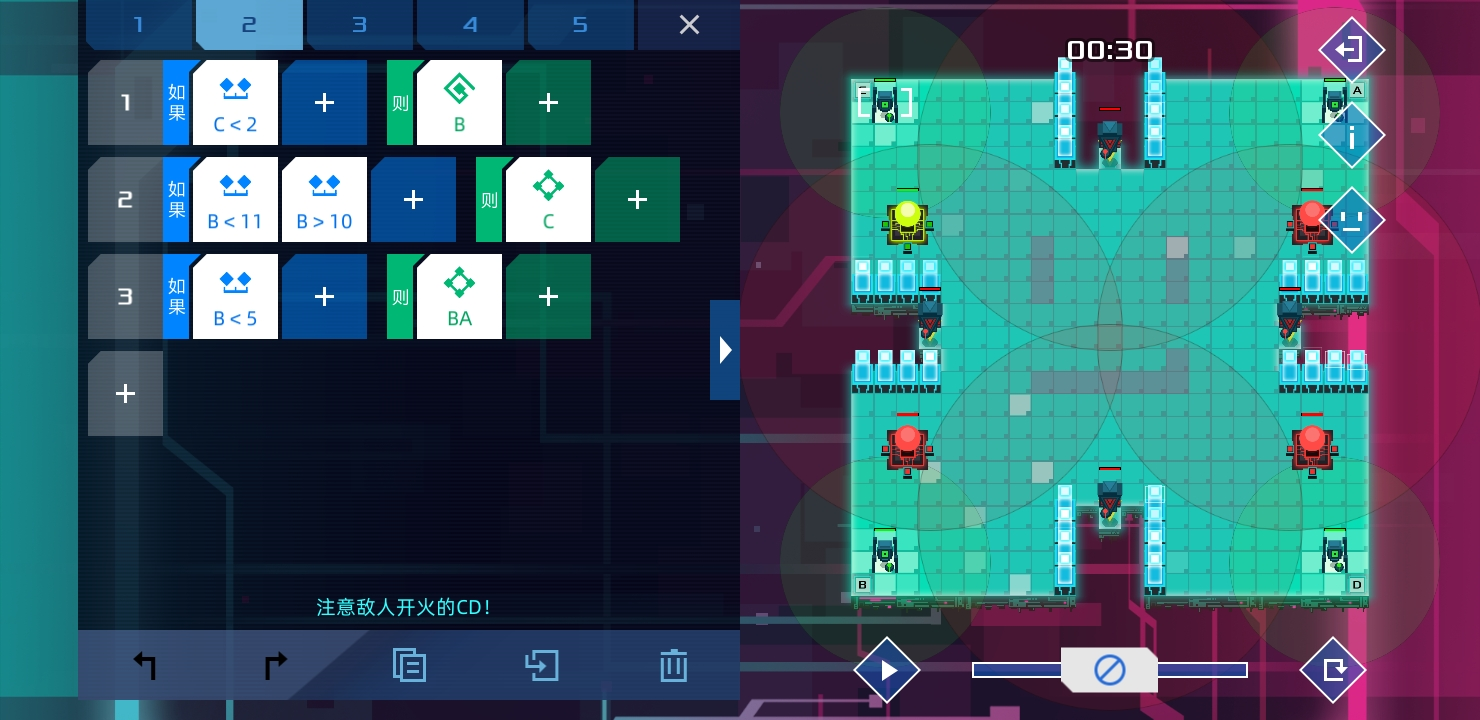 1 2 3 4 5
1 如果 C < 2 则 B
2 如果 B < 11 B > 10 则 C
3 如果 B < 5 则 BA
注意敌人开火的CD!
00:30
A
B
D